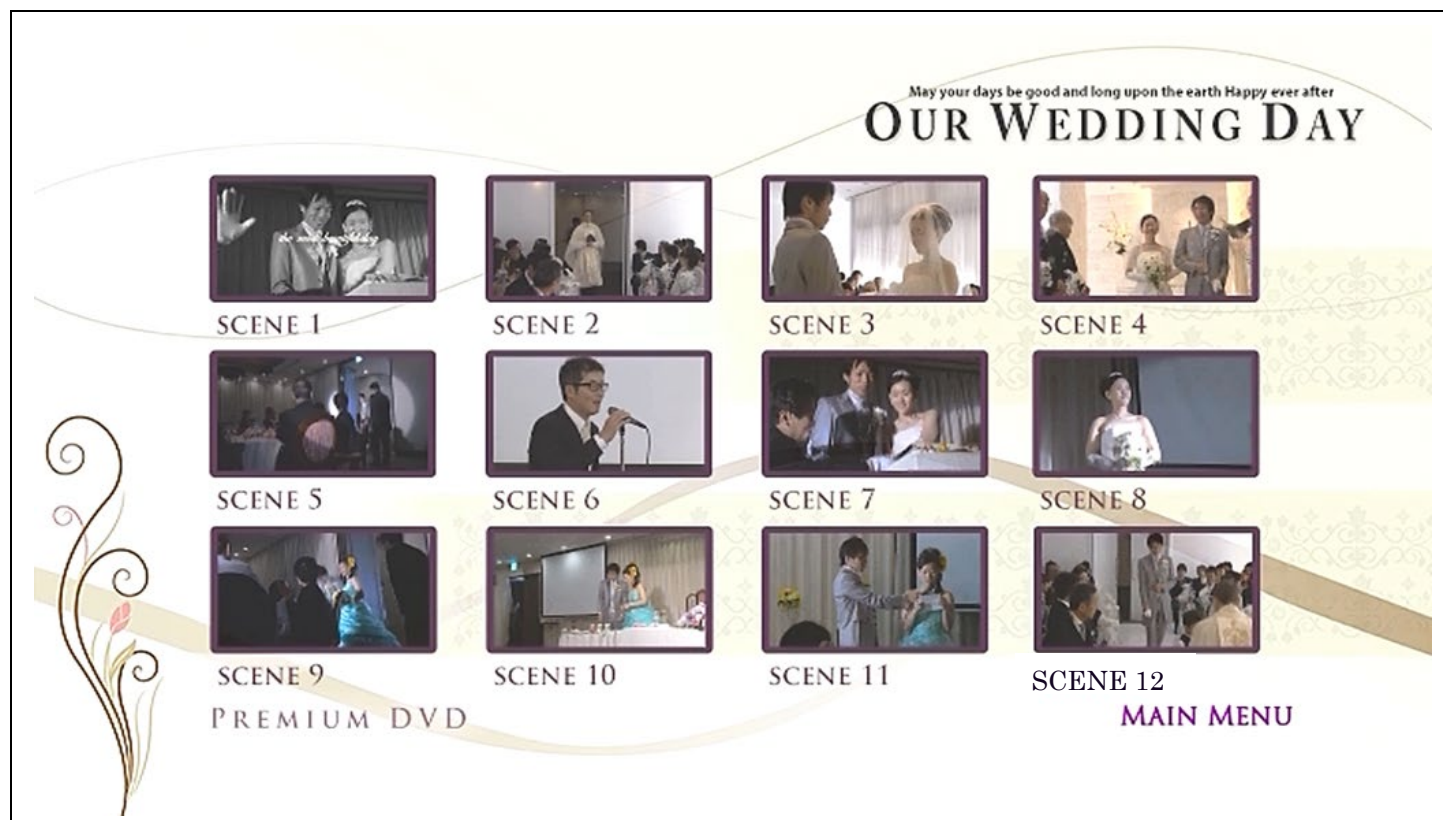 May your days be good and long upon the earth Happy ever after
OUR WEDDING DAY
SCENE 1
SCENE 2
SCENE 3
SCENE 4
SCENE 5
SCENE 6
SCENE 7
SCENE 8
SCENE 9
SCENE 10
SCENE 11
SCENE 12
PREMIUM DVD
MAIN MENU